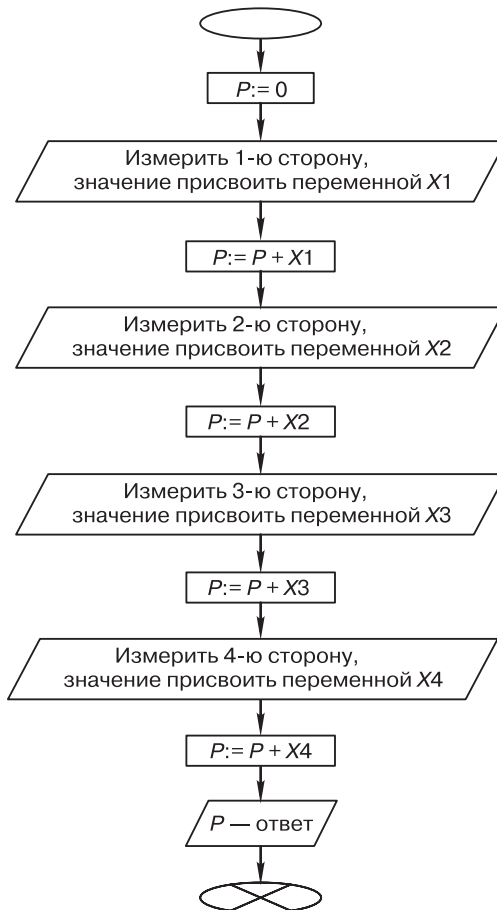 P:= 0
Измерить 1-ю сторону,
значение присвоить переменной X1
P:= P + X1
Измерить 2-ю сторону,
значение присвоить переменной X2
P:= P + X2
Измерить 3-ю сторону,
значение присвоить переменной X3
P:= P + X3
Измерить 4-ю сторону,
значение присвоить переменной X4
P:= P + X4
P — ответ